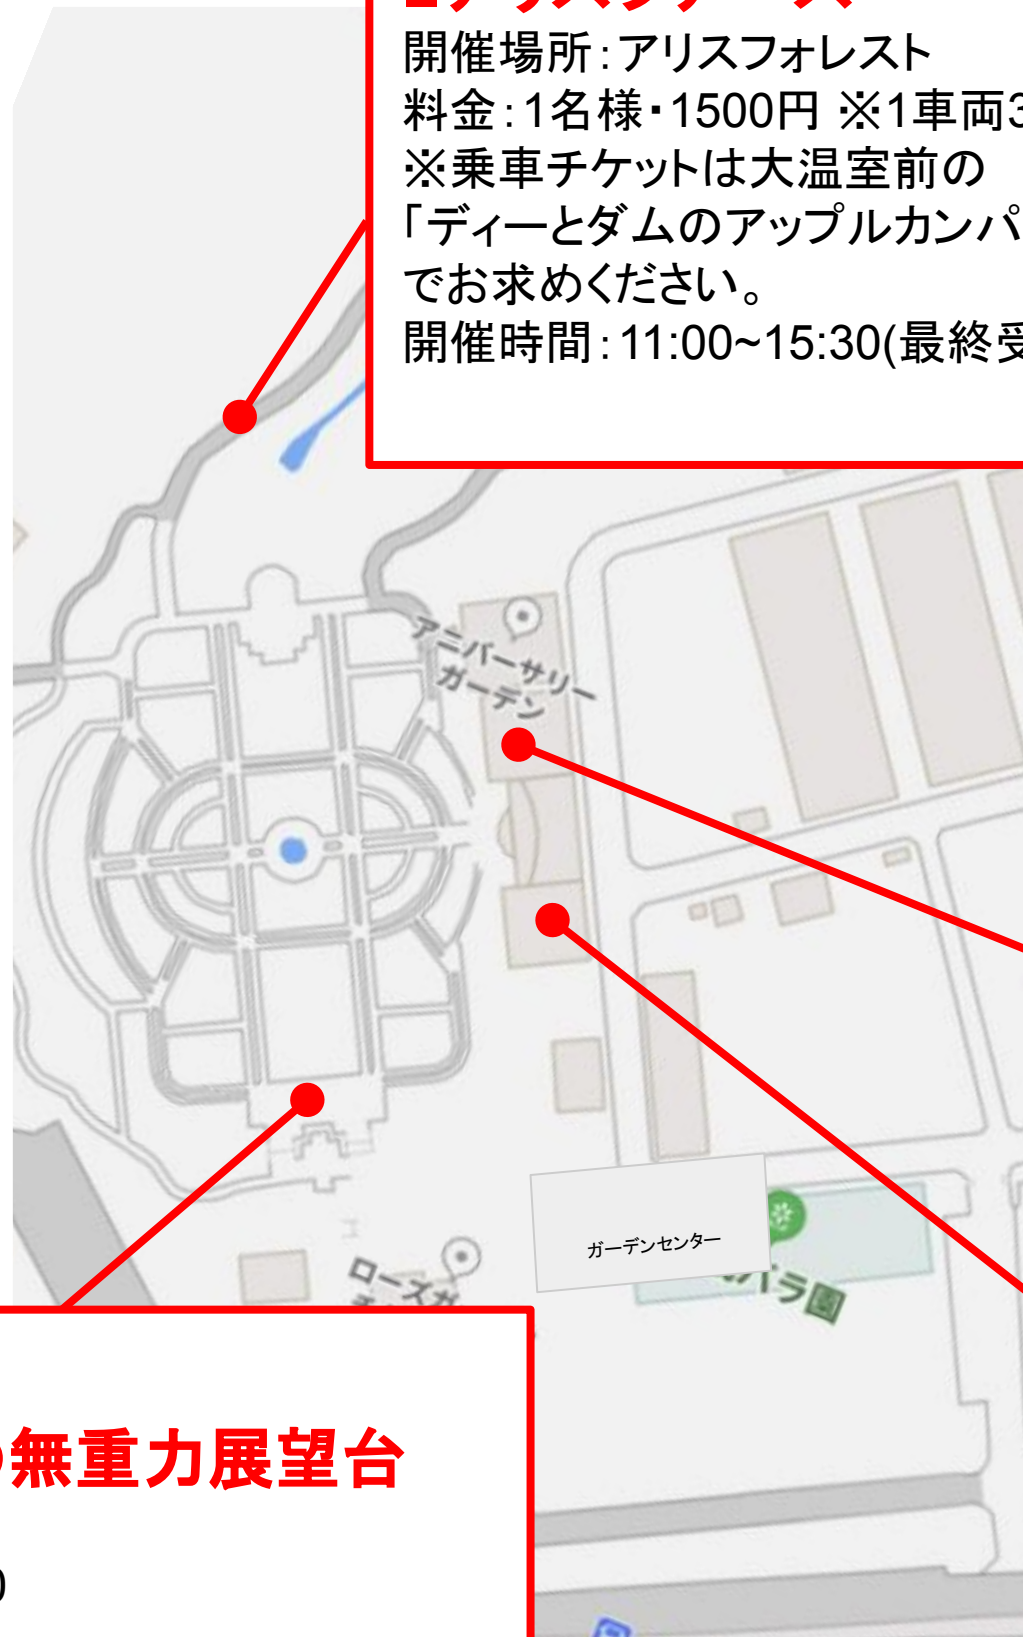 開催場所：アリスフォレスト
料金：1名様・1500円 ※1車両3
※乗車チケットは大温室前の
「ディーとダムのアップルカンパ
でお求めください。
開催時間：11:00~15:30(最終受
アニバーサリー
ガーデン
ガーデンセンター
バラ園
ローズガ
無重力展望台